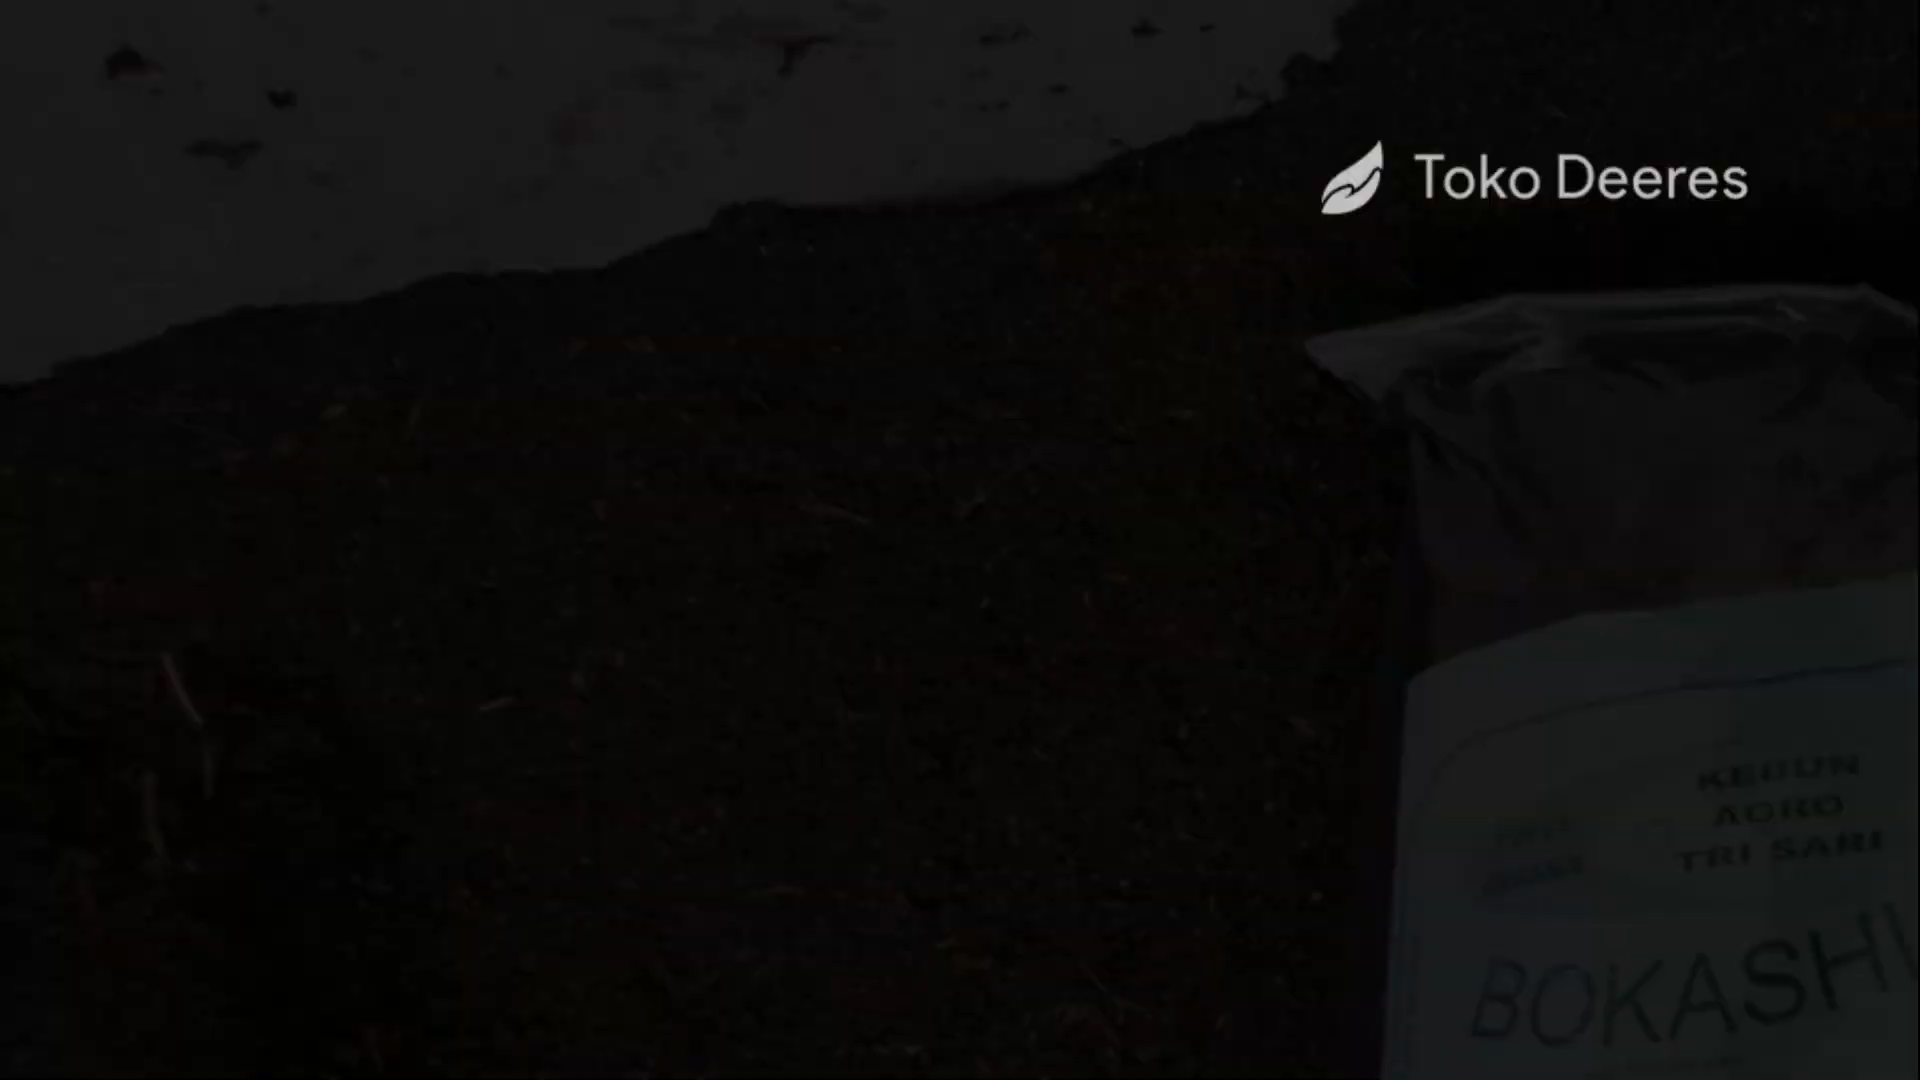 Toko Deeres
KEBUN
AGRO
TRI SARI
BOKASHI